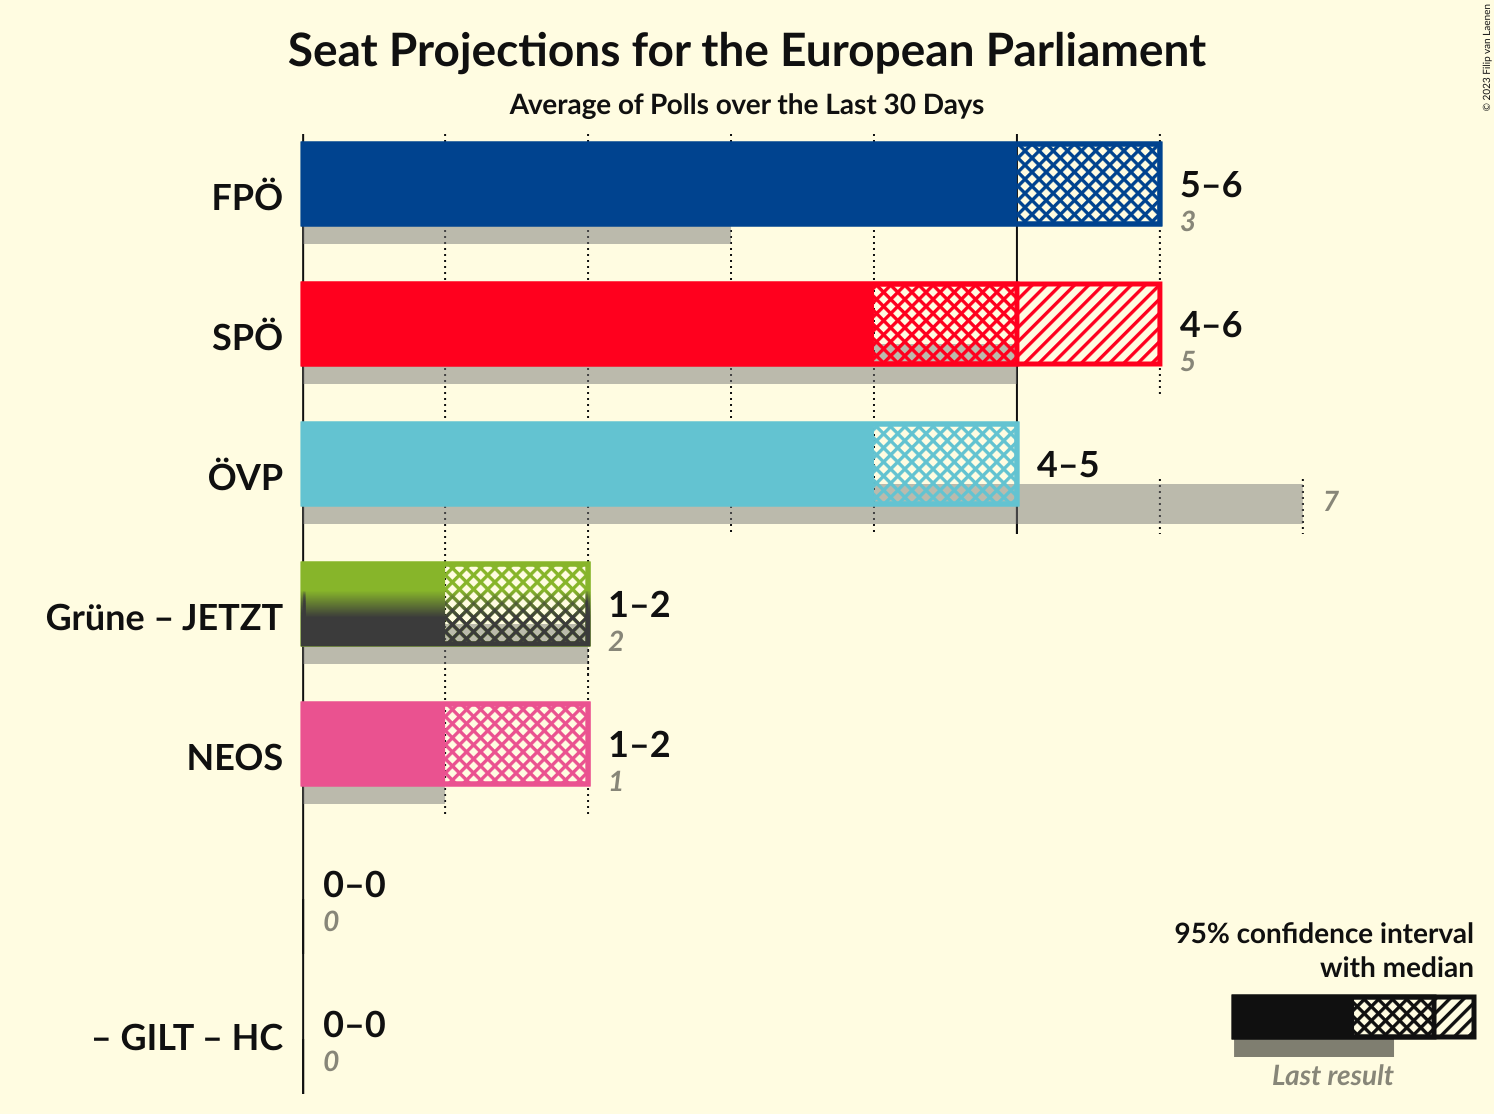 Seat Projections for the European Parliament
Average of Polls over the Last 30 Days
© 2023 Filip van Laenen
FPÖ
5–6
3
SPÖ
4–6
5
ÖVP
4–5
7
Grüne – JETZT
1–2
2
NEOS
1–2
1
0–0
0
– GILT – HC
0–0
0
95% confidence interval
with median
Last result